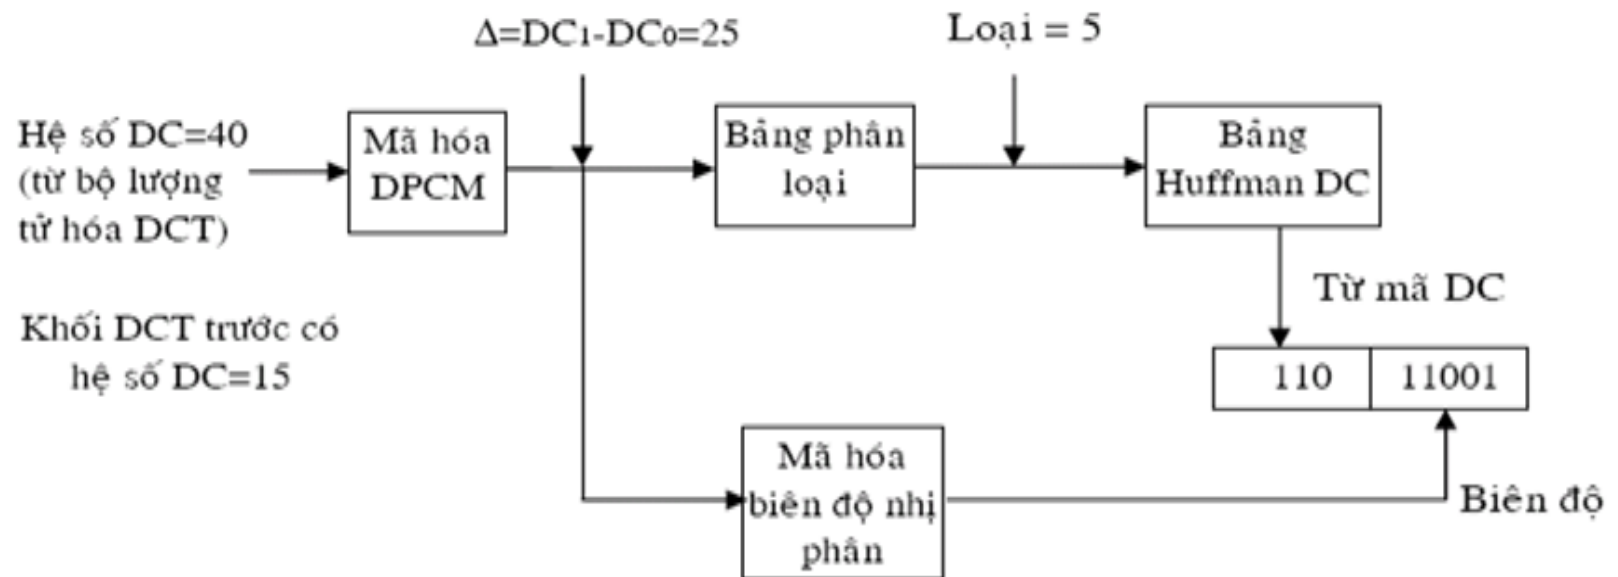 Δ=DC1-DC0=25
Loại = 5
Hệ số DC=40
(từ bộ lượng
tử hóa DCT)
Mã hóa
DPCM
Bảng phân
loại
Bảng
Huffman DC
Từ mã DC
Khối DCT trước có
hệ số DC=15
110
11001
Mã hóa
biên độ nhị
phân
Biên độ